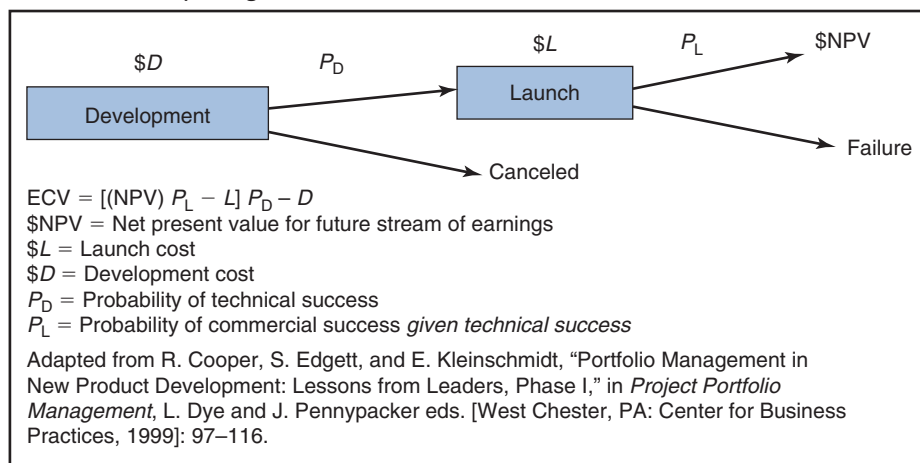 $D
P_D
$L
P_L
$NPV
Development
Launch
Failure
Canceled
ECV = [(NPV) P_L – L] P_D – D
$NPV = Net present value for future stream of earnings
$L = Launch cost
$D = Development cost
P_D = Probability of technical success
P_L = Probability of commercial success given technical success
Adapted from R. Cooper, S. Edgett, and E. Kleinschmidt, “Portfolio Management in
New Product Development: Lessons from Leaders, Phase I,” in Project Portfolio
Management, L. Dye and J. Pennypacker eds. [West Chester, PA: Center for Business
Practices, 1999]: 97–116.